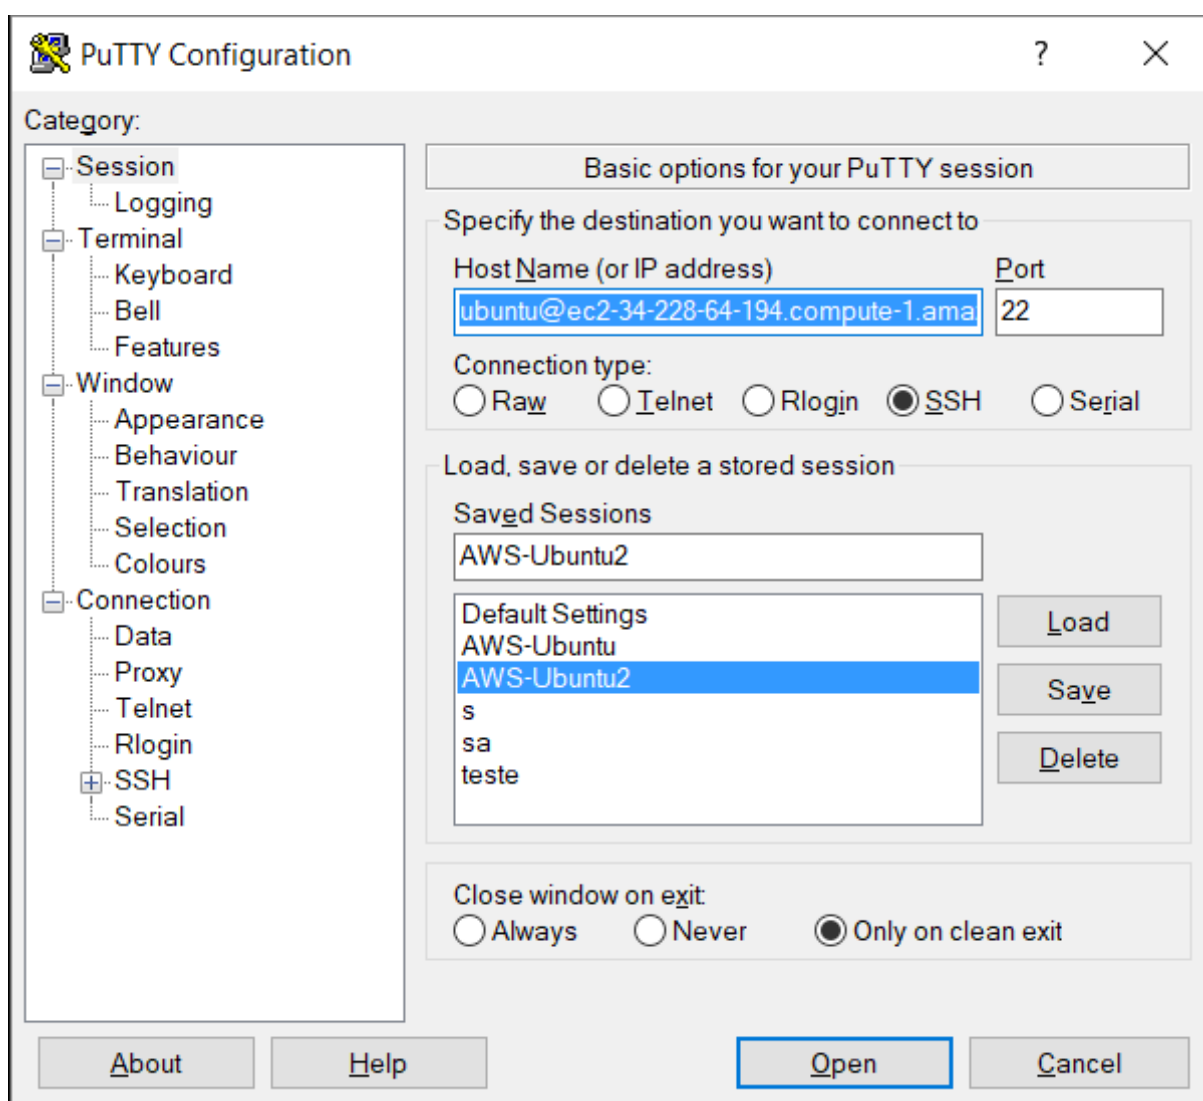 PuTTY Configuration
?
Category:
Session
Logging
Terminal
Keyboard
Bell
Features
Window
Appearance
Behaviour
Translation
Selection
Colours
Connection
Data
Proxy
Telnet
Rlogin
SSH
Serial
Basic options for your PuTTY session
Specify the destination you want to connect to
Host Name (or IP address) Port
ubuntu@ec2-34-228-64-194.compute-1.ama 22
Connection type:
Raw Telnet Rlogin SSH Serial
Load, save or delete a stored session
Saved Sessions
AWS-Ubuntu2
Default Settings
AWS-Ubuntu
AWS-Ubuntu2
s
sa
teste
Load
Save
Delete
Close window on exit:
Always Never Only on clean exit
About Help Open Cancel